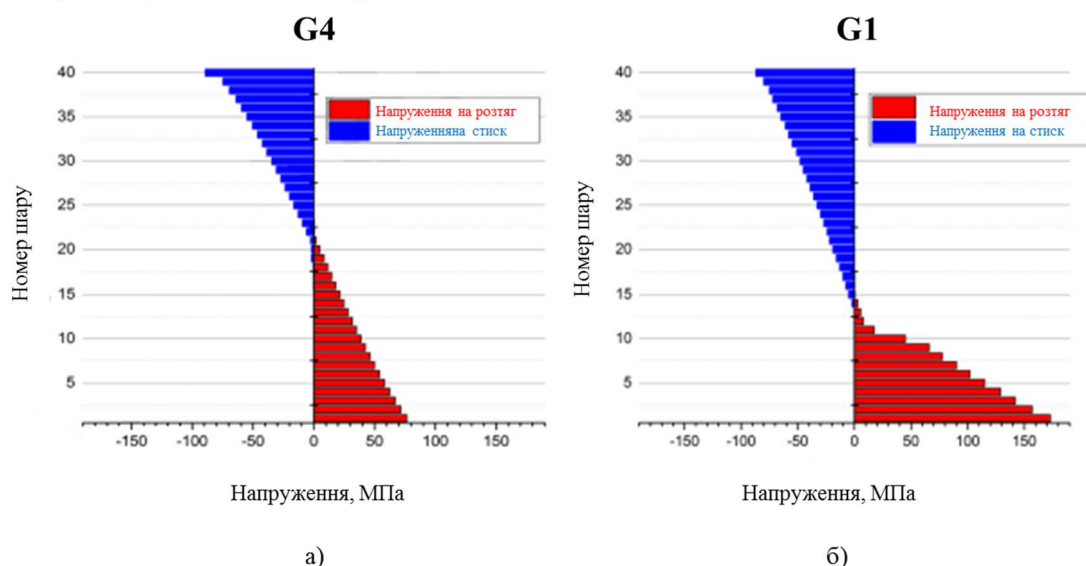 G4
40
35
30
25
20
15
10
5
Номер шару
Напруження на розтяг
Напруженняна стиск
-150
-100
-50
0
50
100
150
Напруження, МПа
а)
G1
40
35
30
25
20
15
10
5
Номер шару
Напруження на розтяг
Напруження на стиск
-150
-100
-50
0
50
100
150
Напруження, МПа
б)